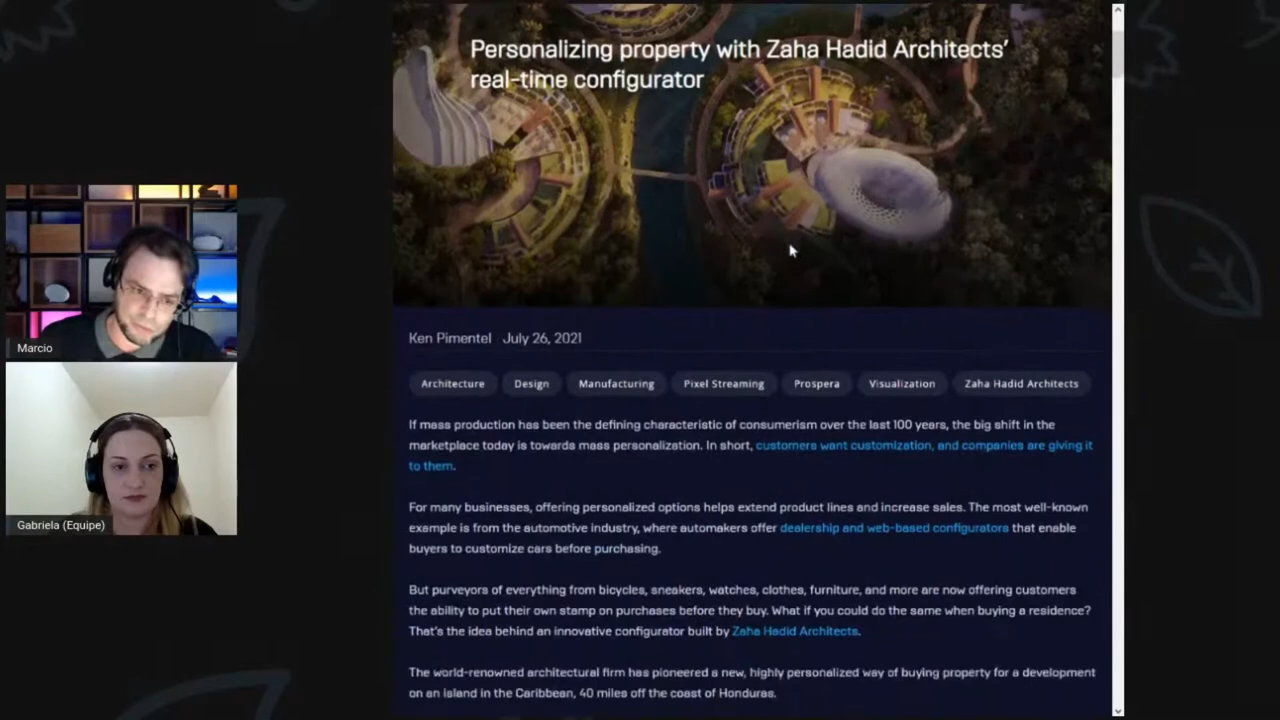 Personalizing property with Zaha Hadid Architects'
real-time configurator
Marcio
Gabriela (Equipe)
Ken Pimentel July 26, 2021
Architecture Design Manufacturing Pixel Streaming Prospera Visualization Zaha Hadid Architects
If mass production has been the defining characteristic of consumerism over the last 100 years, the big shift in the
marketplace today is towards mass personalization. In short, customers want customization, and companies are giving it
to them.
For many businesses, offering personalized options helps extend product lines and increase sales. The most well-known
example is from the automotive industry, where automakers offer dealership and web-based configurators that enable
buyers to customize cars before purchasing.
But purveyors of everything from bicycles, sneakers, watches, clothes, furniture, and more are now offering customers
the ability to put their own stamp on purchases before they buy. What if you could do the same when buying a residence?
That's the idea behind an innovative configurator built by Zaha Hadid Architects.
The world-renowned architectural firm has pioneered a new, highly personalized way of buying property for a development
on an island in the Caribbean, 40 miles off the coast of Honduras.